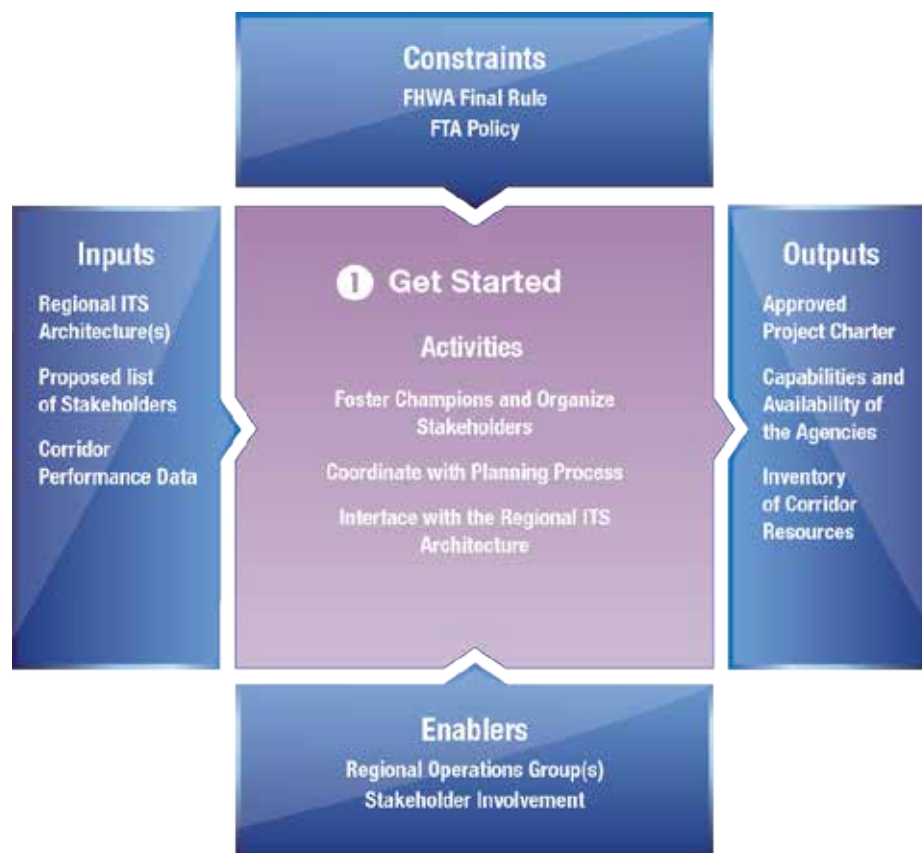 Constraints
FHWA Final Rule
FTA Policy
Inputs
Regional ITS
Architecture(s)
Proposed list
of Stakeholders
Corridor
Performance Data
1 Get Started
Activities
Foster Champions and Organize
Stakeholders
Coordinate with Planning Process
Interface with the Regional ITS
Architecture
Outputs
Approved
Project Charter
Capabilities and
Availability of
the Agencies
Inventory
of Corridor
Resources
Enablers
Regional Operations Group(s)
Stakeholder Involvement